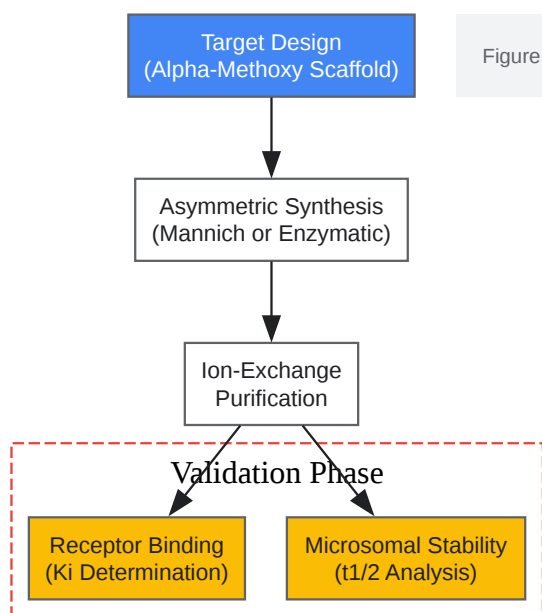 Target Design
(Alpha-Methoxy Scaffold)
Figure
Asymmetric Synthesis
(Mannich or Enzymatic)
Ion-Exchange
Purification
Validation Phase
Receptor Binding
(Ki Determination)
Microsomal Stability
(t1/2 Analysis)